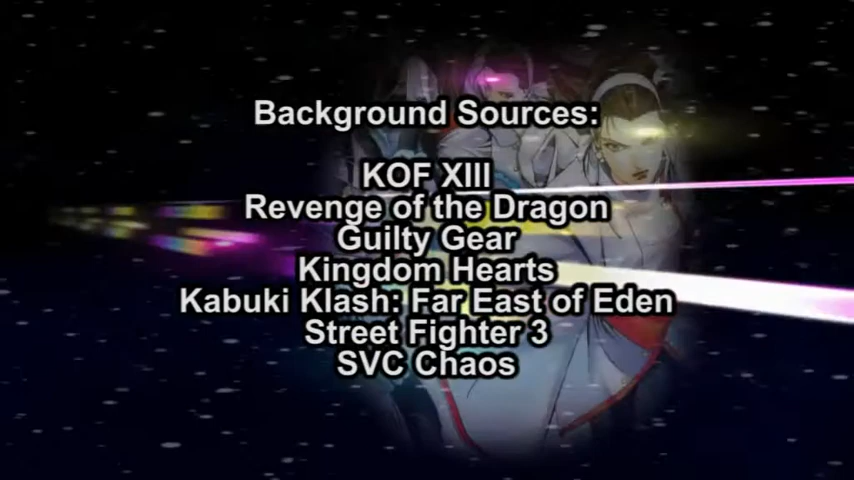 Background Sources:
KOF XIII
Revenge of the Dragon
Guilty Gear
Kingdom Hearts
Kabuki Klash: Far East of Eden
Street Fighter 3
SVC Chaos